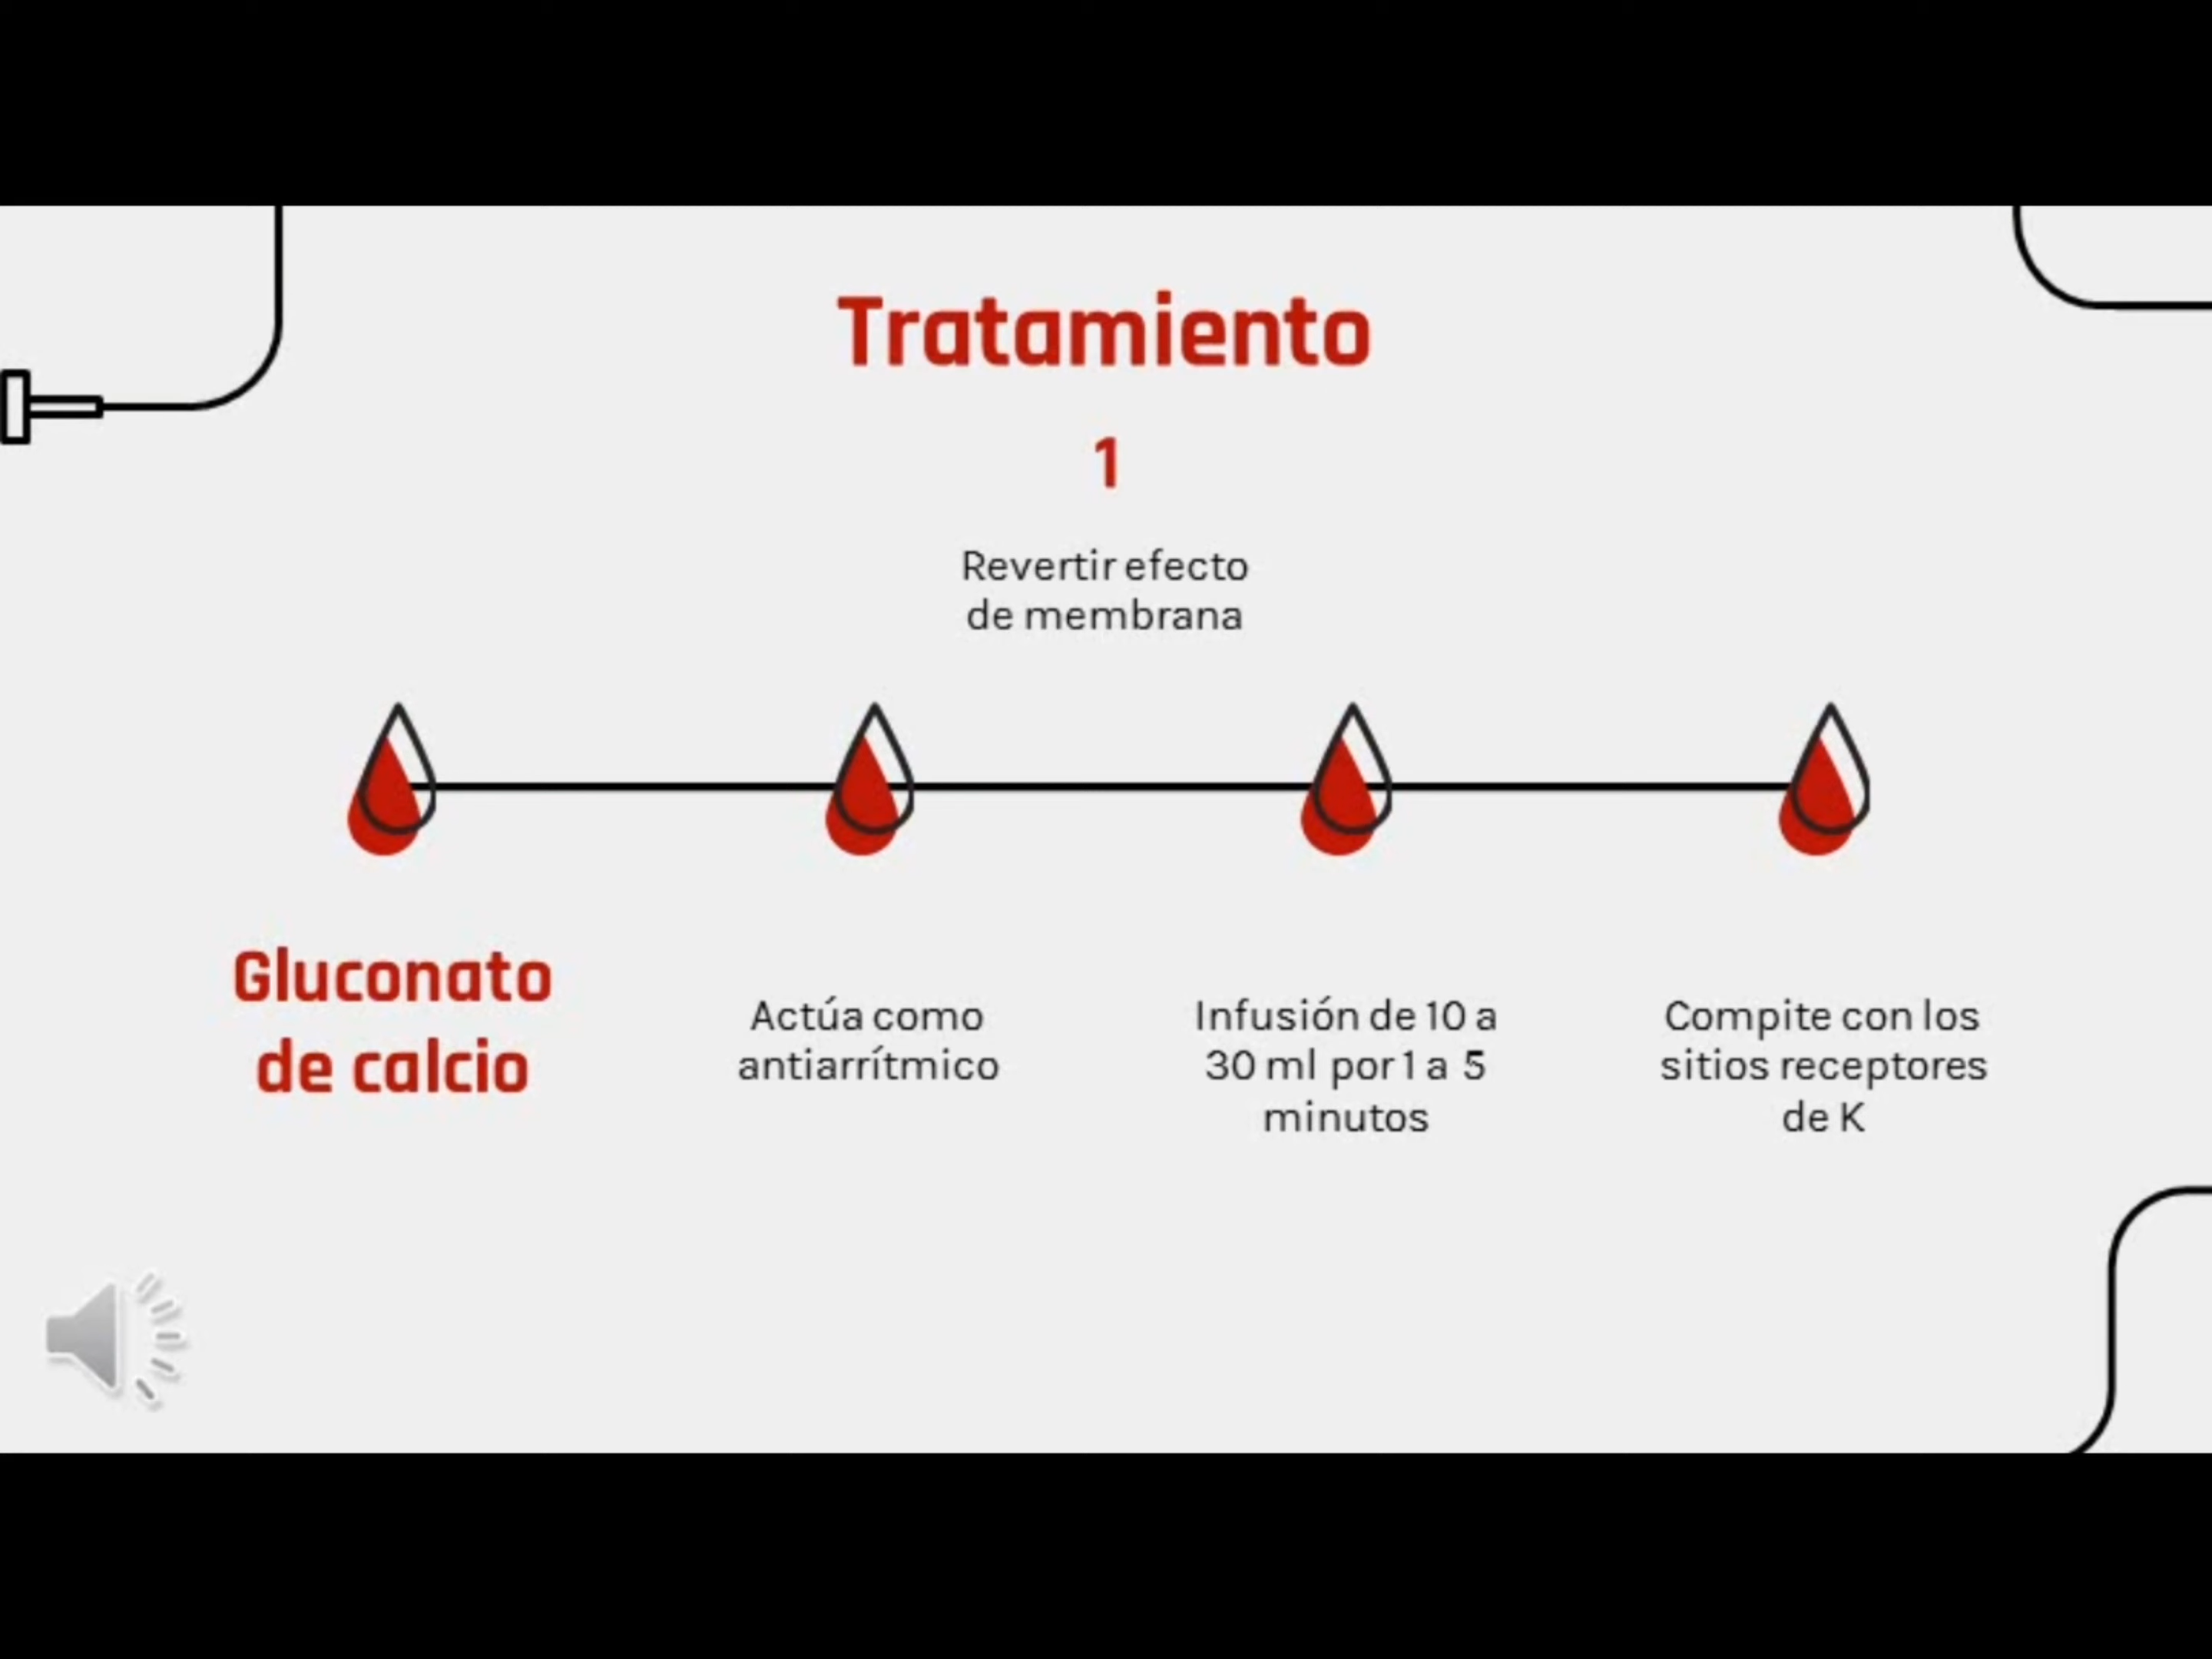 Tratamiento
1
Revertir efecto
de membrana
Gluconato
de calcio
Actúa como
antiarrítmico
Infusión de 10 a
30 ml por 1 a 5
minutos
Compite con los
sitios receptores
de K